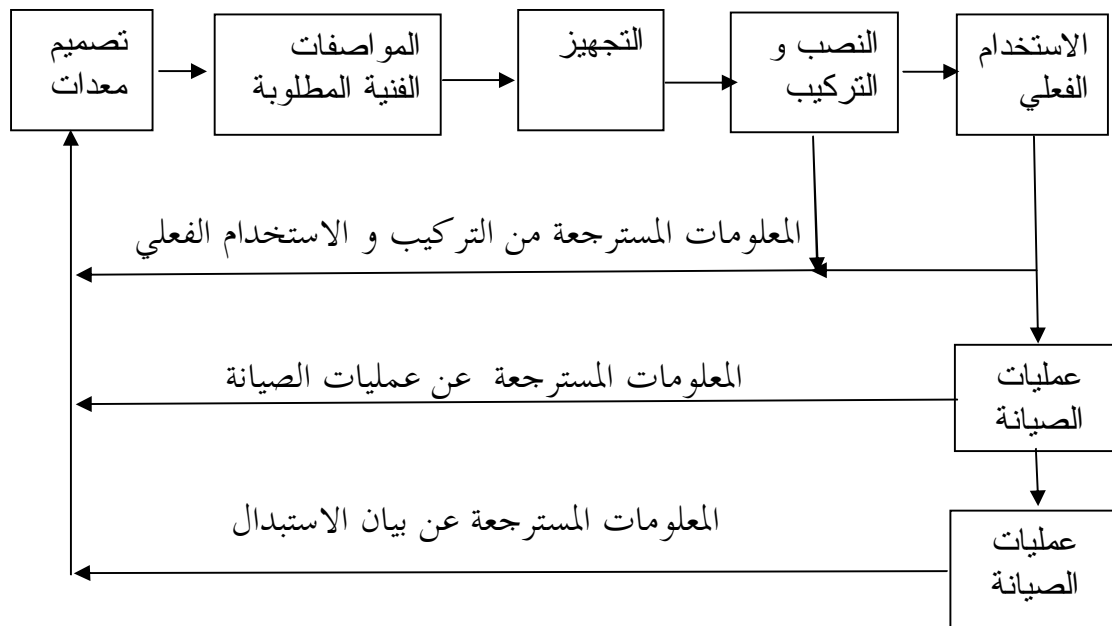 تصميم
معدات
المواصفات
الفنية المطلوبة
التجهيز
النصب و
التركيب
الاستخدام
الفعلي
المعلومات المسترجعة من التركيب و الاستخدام الفعلي
المعلومات المسترجعة عن عمليات الصيانة
عمليات
الصيانة
المعلومات المسترجعة عن بيان الاستبدال
عمليات
الصيانة